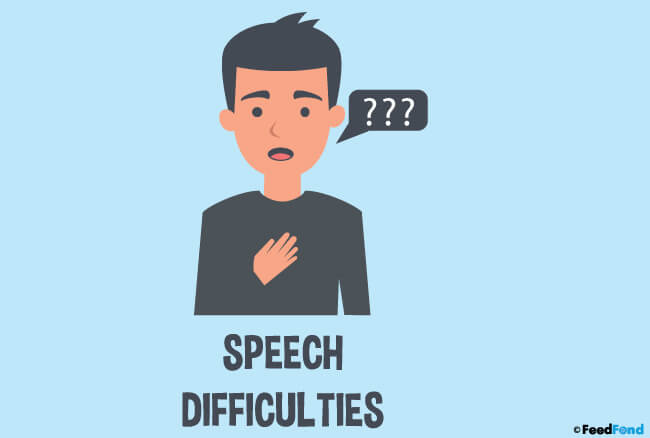 ???
SPEECH
DIFFICULTIES
© FeedFond